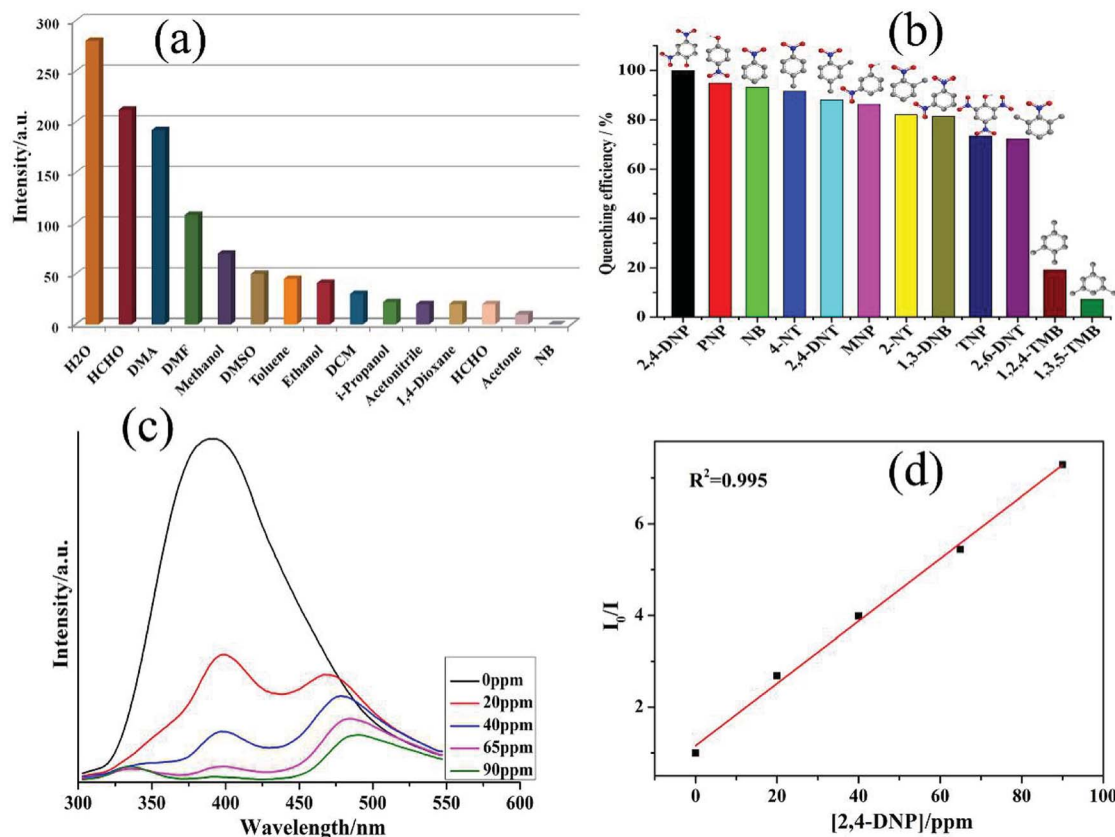 (a)
Intensity/a.u.
300
250
200
150
100
50
0
H2O
HCHO
DMA
DMF
Methanol
DMSO
Toluene
Ethanol
DCM
i-Propanol
Acetonitrile
1,4-Dioxane
HCHO
Acetone
NB
(b)
Quenching efficiency / %
100
80
60
40
20
0
2,4-DNP
PNP
NB
4-NT
2,4-DNT
MNP
2-NT
1,3-DNB
TNP
2,6-DNT
1,2,4-TMB
1,3,5-TMB
(c)
Intensity/a.u.
0ppm
20ppm
40ppm
65ppm
90ppm
300 350 400 450 500 550 600
Wavelength/nm
(d)
R²=0.995
I₀/I
6
4
2
0 20 40 60 80 100
[2,4-DNP]/ppm